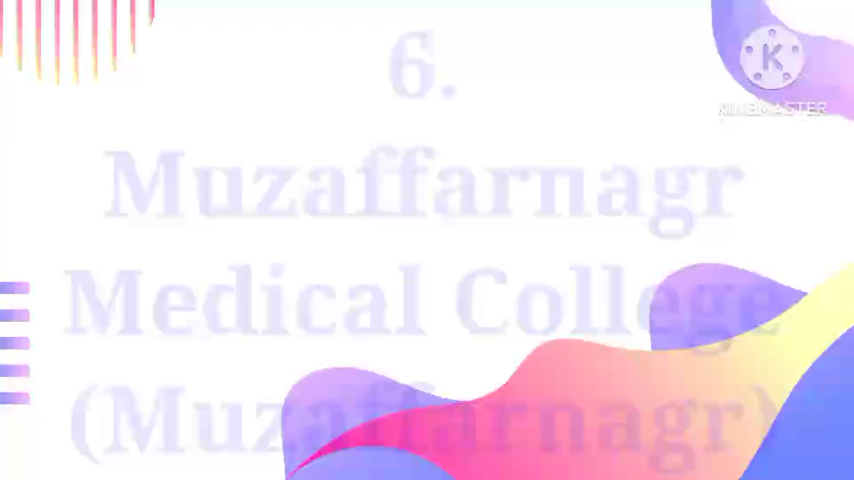 6.
K
KINEMASTER
Muzaffarnagr
Medical College
(Muzaffarnagr)